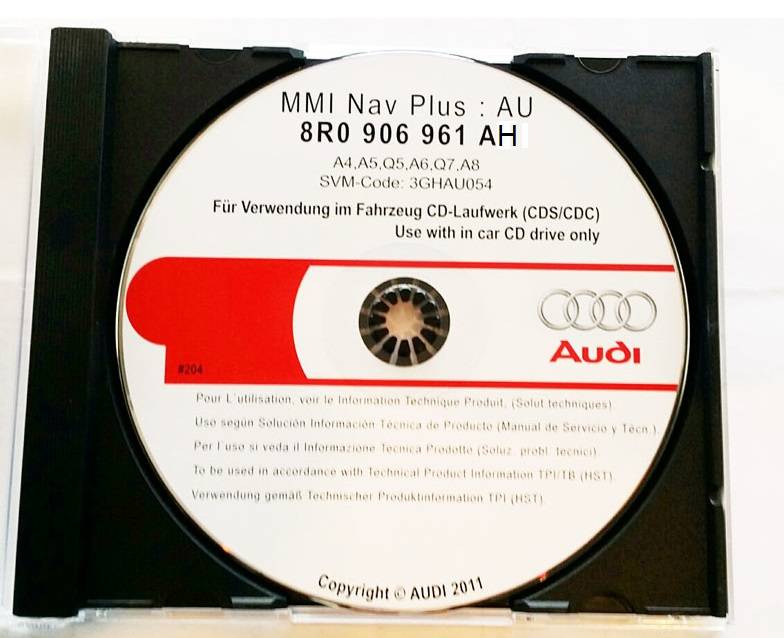 MMI Nav Plus : AU
8R0 906 961 AH
A4,A5,Q5,A6,Q7,A8
SVM-Code: 3GHAU054
Für Verwendung im Fahrzeug CD-Laufwerk (CDS/CDC)
Use with in car CD drive only
Audi
#204
Pour L´utilisation, voir le Information Technique Produit, (Solut.techniques).
Uso según Solución Información Técnica de Producto (Manual de Servicio y Técn.).
Per l´uso si veda il Informazione Tecnica Prodotto (Soluz. probl. tecnici).
To be used in accordance with Technical Product Information TPI/TB (HST).
Verwendung gemäß Technischer Produktinformation TPI (HST).
Copyright © AUDI 2011